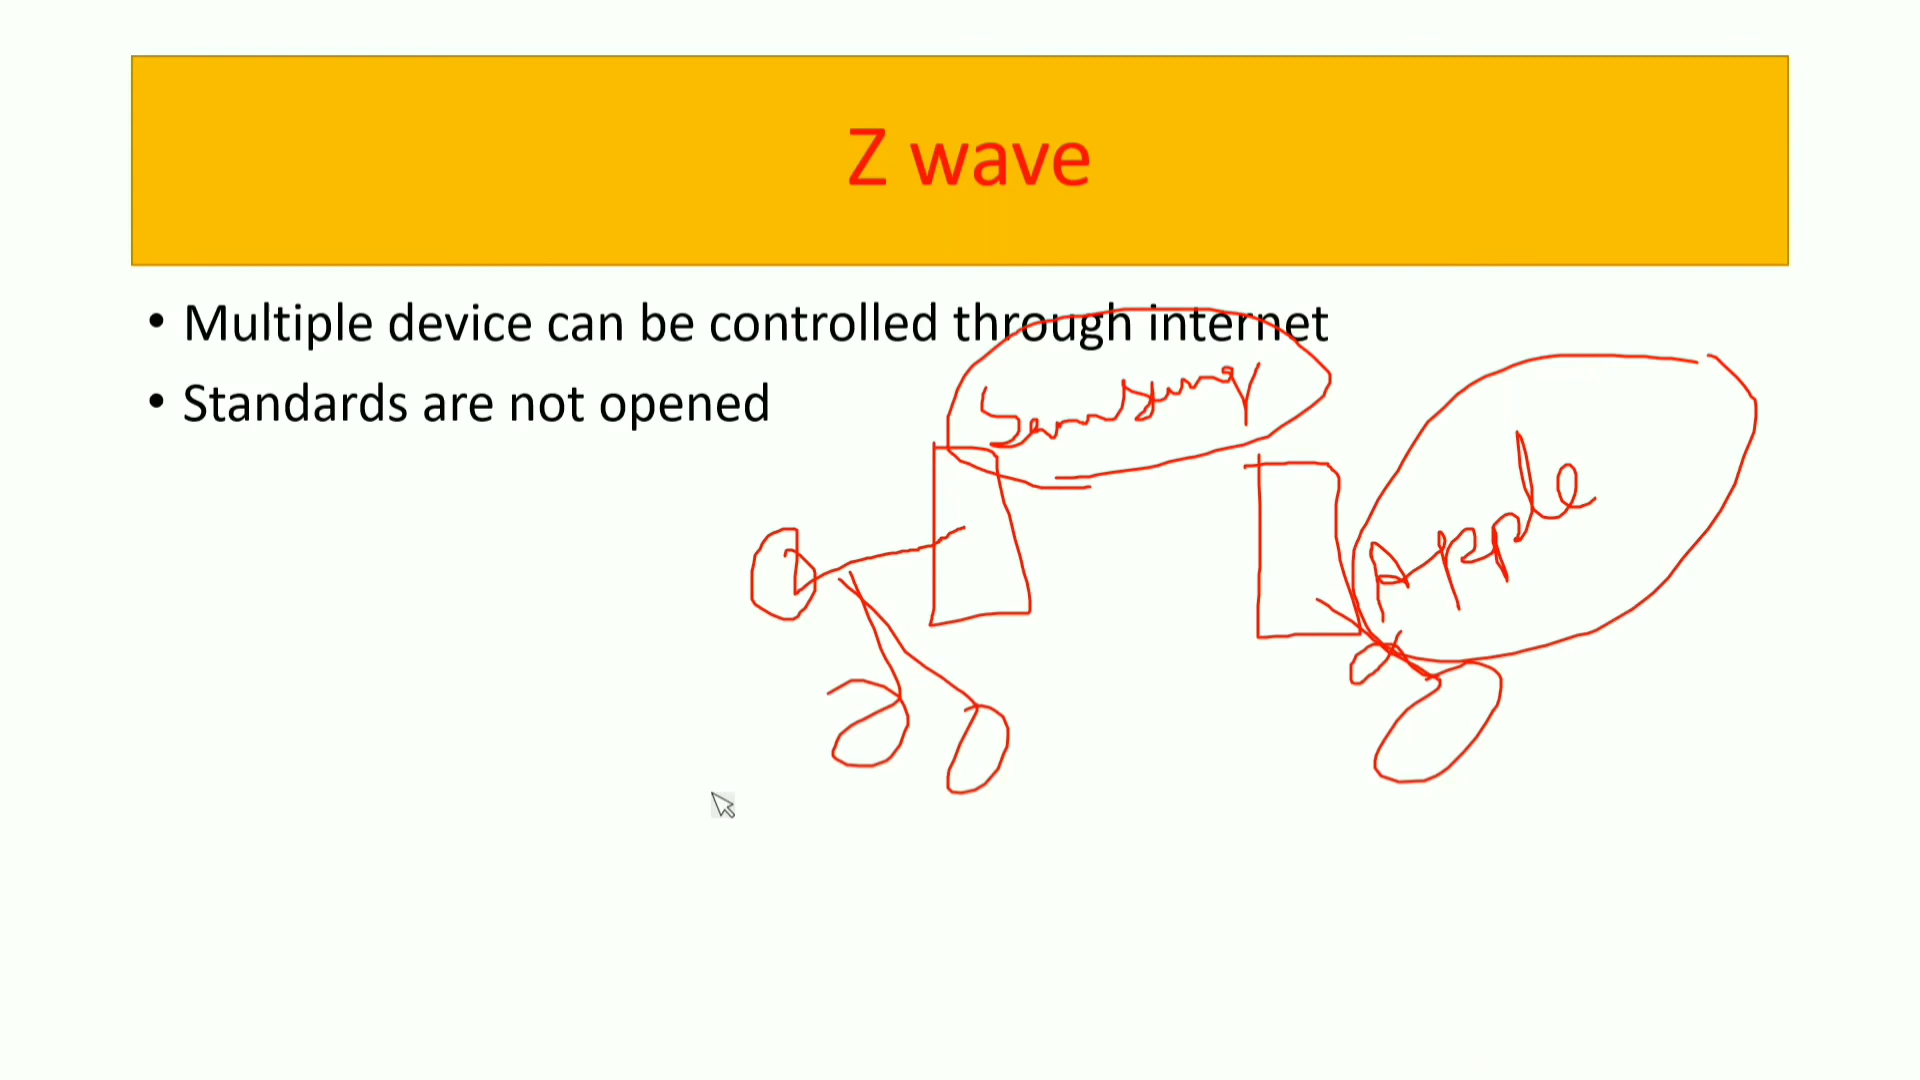 Z wave
• Multiple device can be controlled through internet
• Standards are not opened
Samsung
Apple